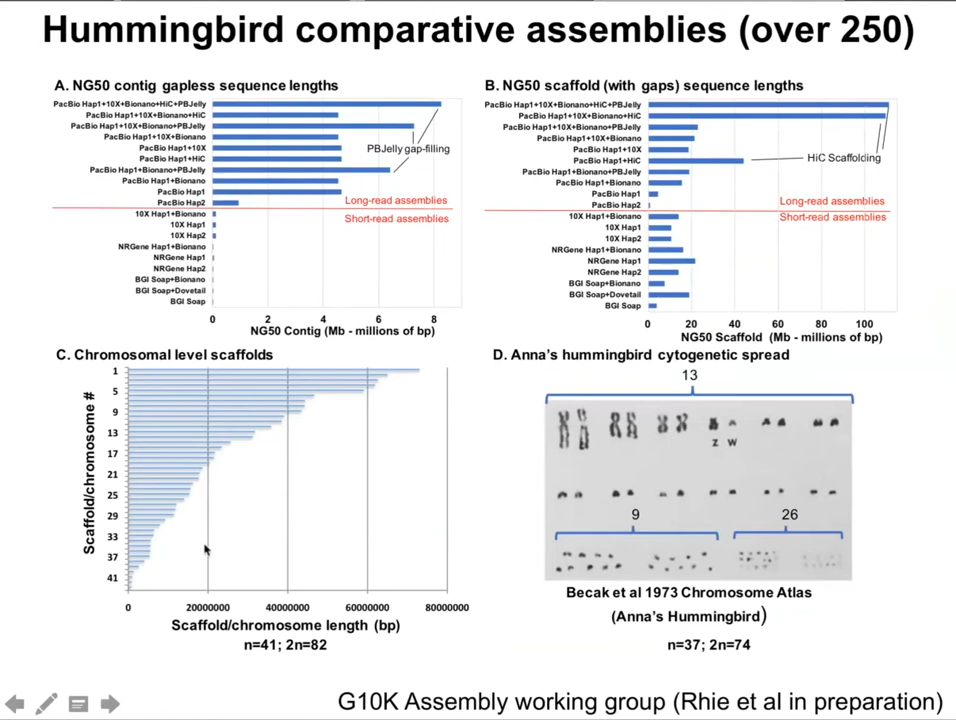 Hummingbird comparative assemblies (over 250)
A. NG50 contig gapless sequence lengths
PacBio Hap1+10X+Bionano+HiC+PBJelly
PacBio Hap1+10X+Bionano+HiC
PacBio Hap1+10X+Bionano+PBJelly
PacBio Hap1+10X+Bionano
PacBio Hap1+10X
PacBio Hap1+HiC
PacBio Hap1+Bionano+PBJelly
PacBio Hap1+Bionano
PacBio Hap1
PacBio Hap2
10X Hap1+Bionano
10X Hap1
10X Hap2
NRGene Hap1+Bionano
NRGene Hap1
NRGene Hap2
BGI Soap+Bionano
BGI Soap+Dovetail
BGI Soap
PBJelly gap-filling
Long-read assemblies
Short-read assemblies
0 2 4 6 8
NG50 Contig (Mb - millions of bp)
B. NG50 scaffold (with gaps) sequence lengths
PacBio Hap1+10X+Bionano+HiC+PBJelly
PacBio Hap1+10X+Bionano+HiC
PacBio Hap1+10X+Bionano+PBJelly
PacBio Hap1+10X+Bionano
PacBio Hap1+10X
PacBio Hap1+HiC
PacBio Hap1+Bionano+PBJelly
PacBio Hap1+Bionano
PacBio Hap1
PacBio Hap2
10X Hap1+Bionano
10X Hap1
10X Hap2
NRGene Hap1+Bionano
NRGene Hap1
NRGene Hap2
BGI Soap+Bionano
BGI Soap+Dovetail
BGI Soap
HiC Scaffolding
Long-read assemblies
Short-read assemblies
0 20 40 60 80 100
NG50 Scaffold (Mb - millions of bp)
C. Chromosomal level scaffolds
Scaffold/chromosome #
1
5
9
13
17
21
25
29
33
37
41
0 20000000 40000000 60000000 80000000
Scaffold/chromosome length (bp)
n=41; 2n=82
D. Anna's hummingbird cytogenetic spread
13
Z W
9 26
Becak et al 1973 Chromosome Atlas
(Anna's Hummingbird)
n=37; 2n=74
G10K Assembly working group (Rhie et al in preparation)